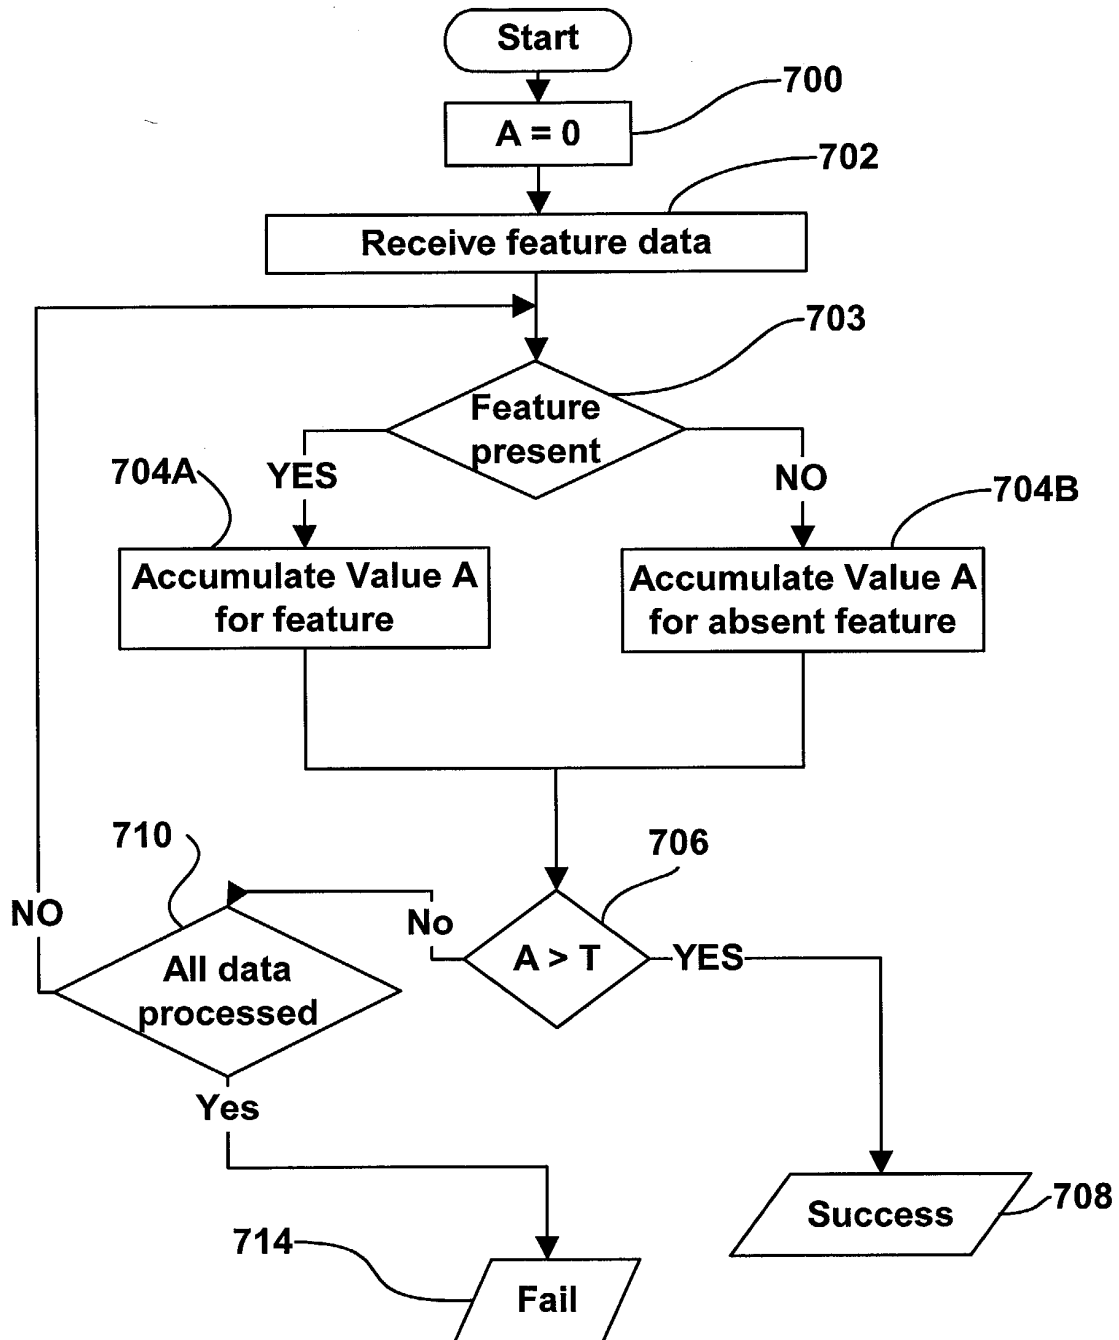 Start
700
A = 0
702
Receive feature data
703
Feature
present
704A
YES
NO
704B
Accumulate Value A
for feature
Accumulate Value A
for absent feature
710
706
NO
No
A > T
YES
All data
processed
Yes
Success
708
714
Fail